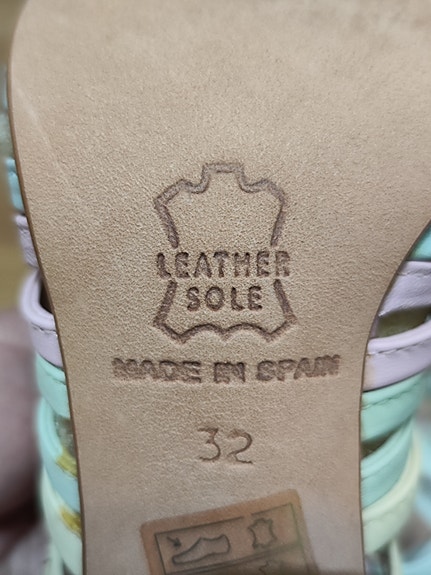 LEATHER
SOLE
MADE IN SPAIN
32